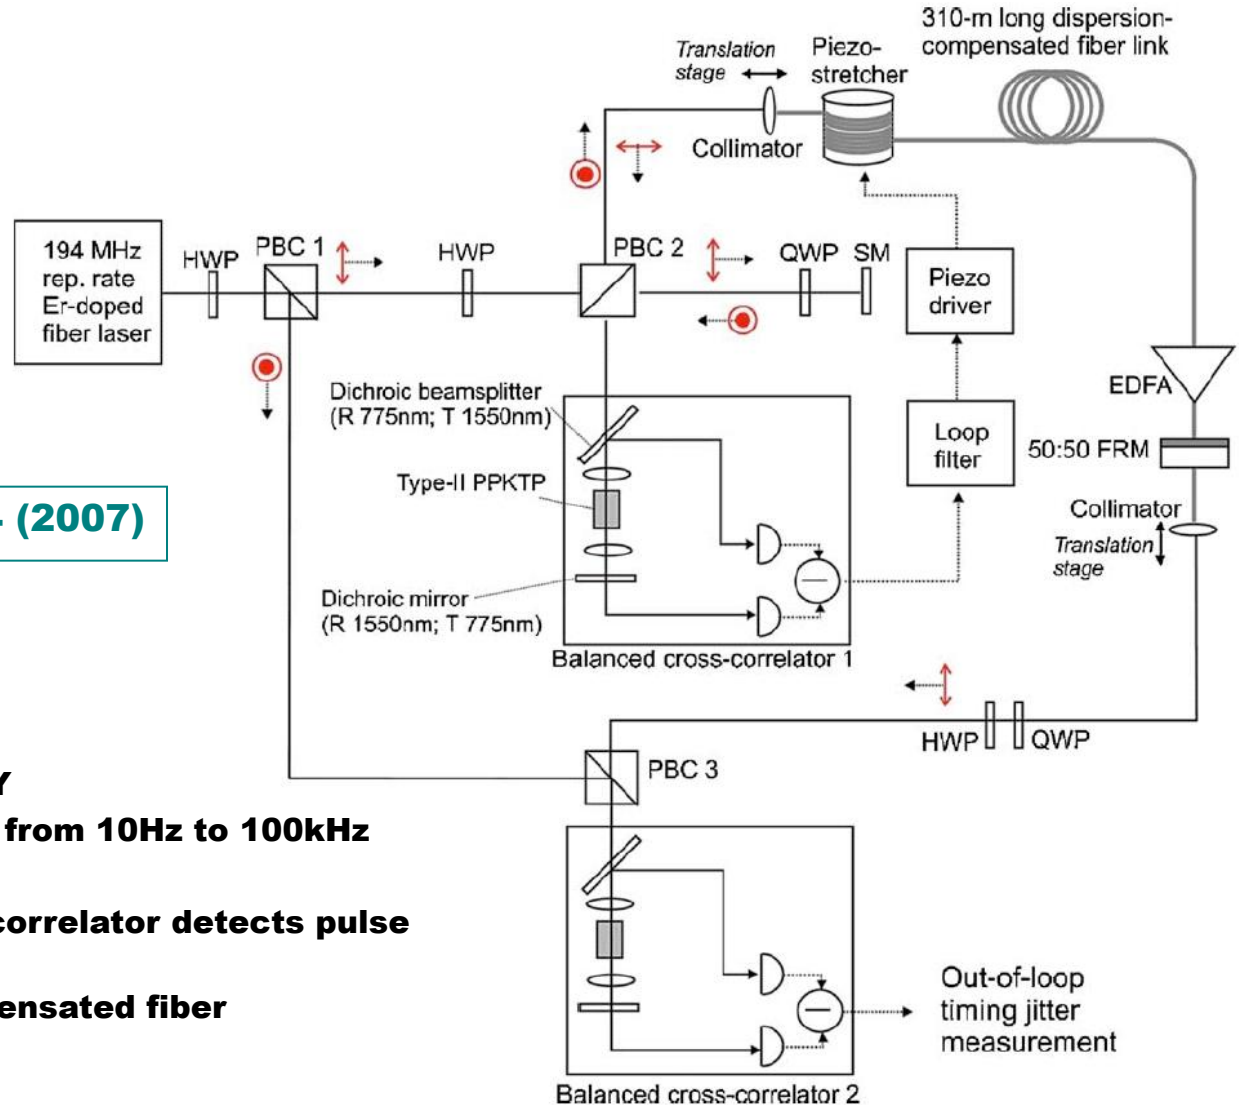 310-m long dispersion-
compensated fiber link
Translation
stage
Piezo-
stretcher
Collimator
194 MHz
rep. rate
Er-doped
fiber laser
HWP
PBC 1
HWP
PBC 2
QWP
SM
Piezo
driver
EDFA
Dichroic beamsplitter
(R 775nm; T 1550nm)
Loop
filter
50:50 FRM
Type-II PPKTP
Collimator
Translation
stage
(2007)
Dichroic mirror
(R 1550nm; T 775nm)
Balanced cross-correlator 1
HWP
QWP
PBC 3
Y
from 10Hz to 100kHz
correlator detects pulse
ensated fiber
Out-of-loop
timing jitter
measurement
Balanced cross-correlator 2